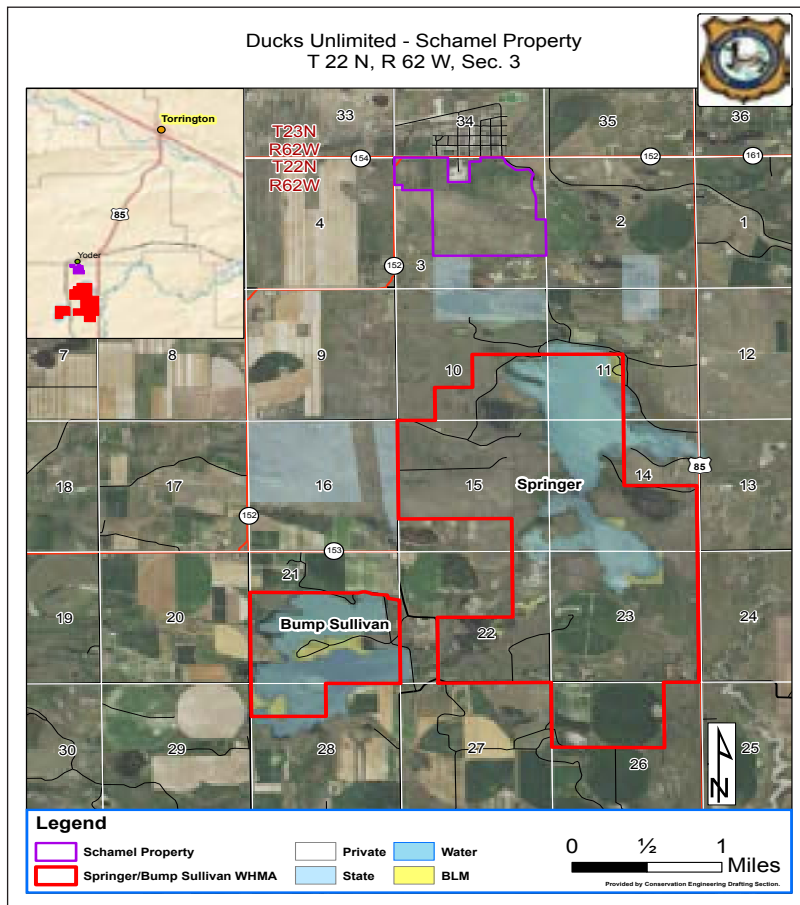 Ducks Unlimited - Schamel Property
T 22 N, R 62 W, Sec. 3
Torrington
85
Yoder
33
34
35
36
T23N
R62W
154
152
161
T22N
R62W
4
2
1
152
3
7
8
9
10
11
12
18
17
16
15
Springer
14
85
13
152
153
21
19
20
Bump Sullivan
22
23
24
30
29
28
27
26
25
N
Legend
Schamel Property
Private
Water
Springer/Bump Sullivan WHMA
State
BLM
0 ½ 1
Miles
Provided by Conservation Engineering Drafting Section.